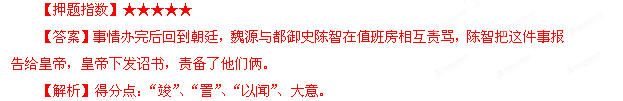 【押题指数】★★★★★
【答案】事情办完后回到朝廷，魏源与都御史陈智在值班房相互责骂，陈智把这件事报
告给皇帝，皇帝下发诏书，责备了他们俩。
【解析】得分点：“竣”、“詈”、“以闻”、大意。